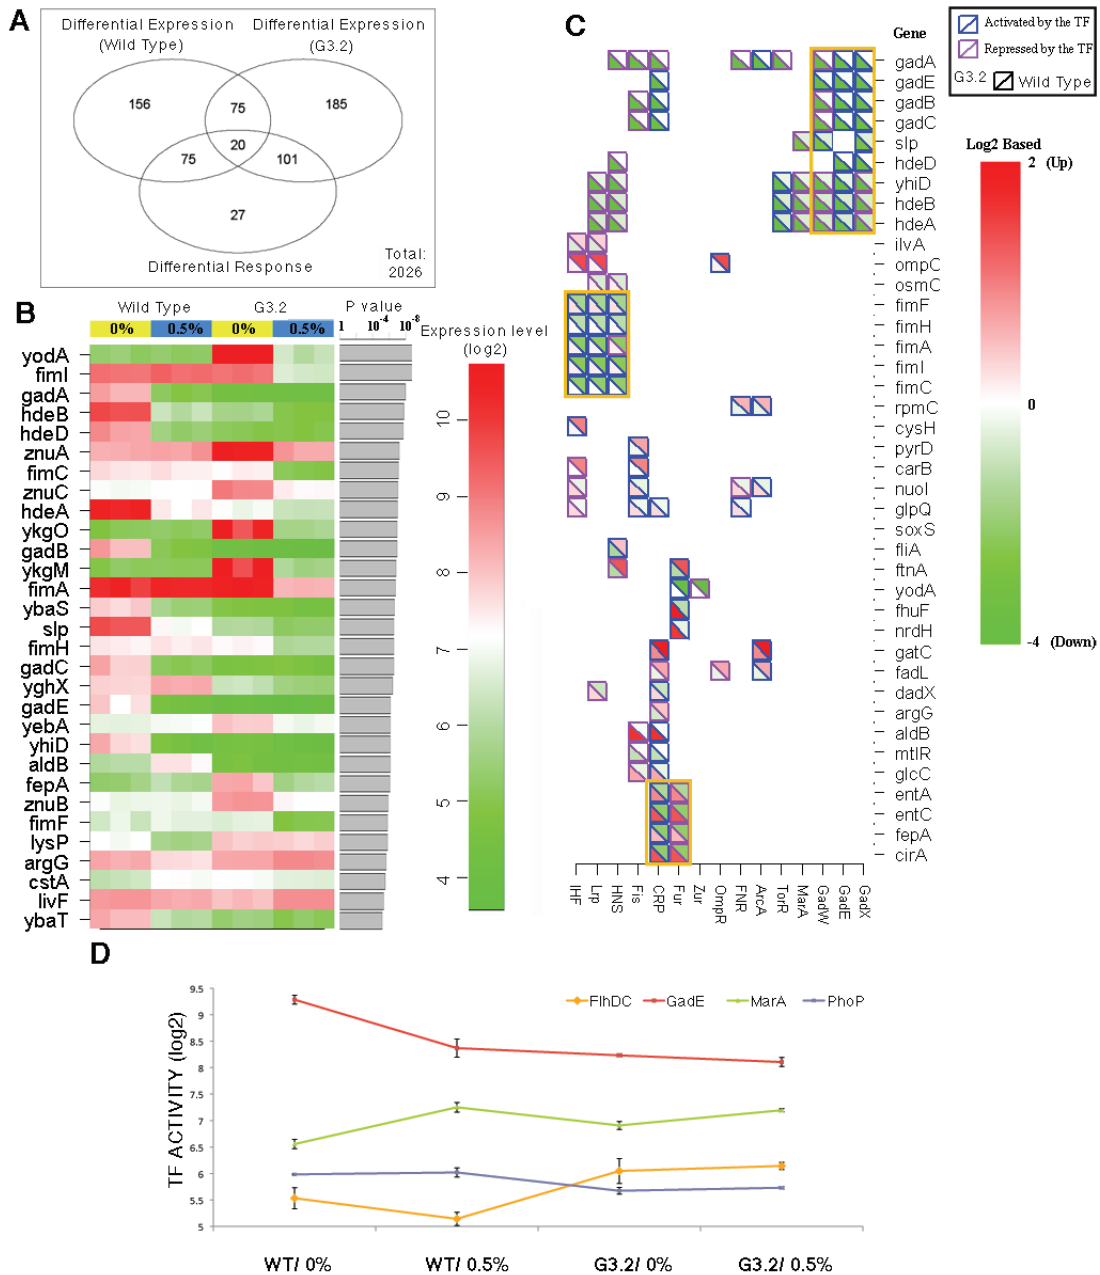 A
Differential Expression
(Wild Type)
Differential Expression
(G3.2)
156
75
185
20
75
101
27
Differential Response
Total:
2026
B
Wild Type
G3.2
P value
0%
0.5%
0%
0.5%
1
10-4
10-8
Expression level
(log2)
yodA
fimI
gadA
hdeB
hdeD
znuA
fimC
znuC
hdeA
ykgO
gadB
ykgM
fimA
ybaS
slp
fimH
gadC
yghX
gadE
yebA
yhiD
aldB
fepA
znuB
fimF
lysP
argG
cstA
livF
ybaT
10
9
8
7
6
5
4
C
Gene
gadA
gadE
gadB
gadC
slp
hdeD
yhiD
hdeB
hdeA
ilvA
ompC
osmC
fimF
fimH
fimA
fimI
fimC
rpmC
cysH
pyrD
carB
nuoI
glpQ
soxS
fliA
ftnA
yodA
fhuF
nrdH
gatC
fadL
dadX
argG
aldB
mtlR
glcC
entA
entC
fepA
cirA
IHF
Lrp
HNS
Fis
CRP
Fur
Zur
OmpR
FNR
ArcA
TorR
MarA
GadW
GadE
GadX
Activated by the TF
Repressed by the TF
G3.2
Wild Type
Log2 Based
2 (Up)
0
-4 (Down)
D
TF ACTIVITY (log2)
9.5
9
8.5
8
7.5
7
6.5
6
5.5
5
FlhDC
GadE
MarA
PhoP
WT/ 0%
WT/ 0.5%
G3.2/ 0%
G3.2/ 0.5%